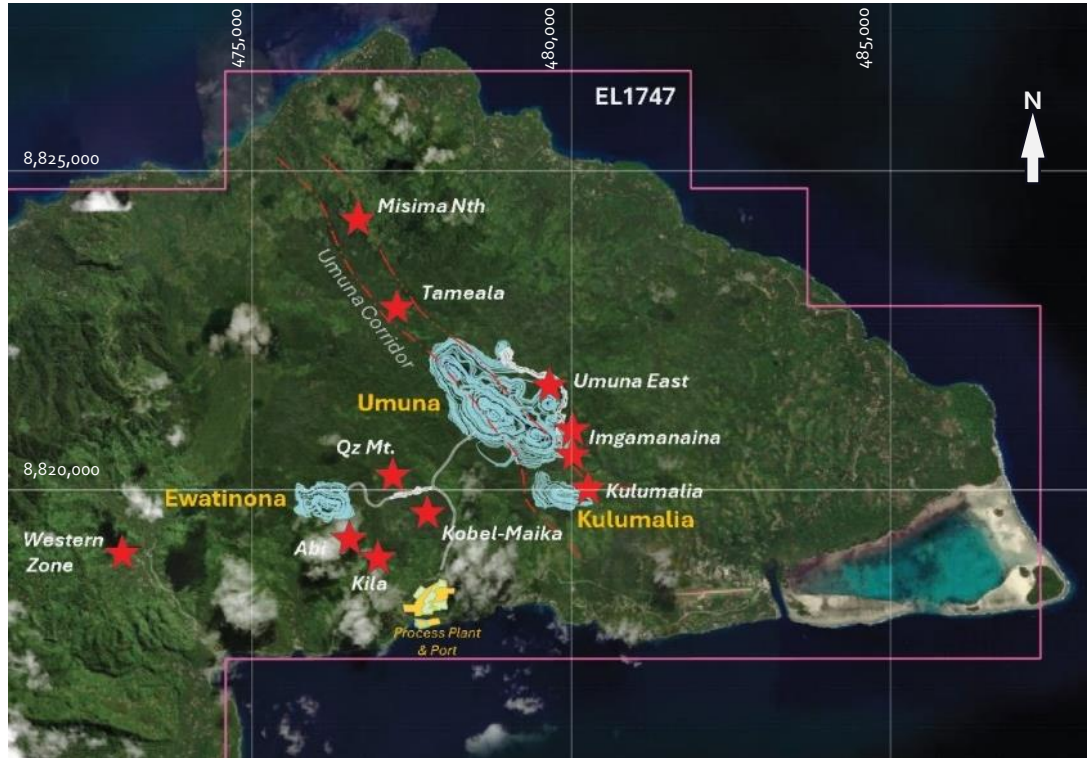 475,000
480,000
485,000
EL1747
N
8,825,000
Misima Nth
Tameala
Umuna Corridor
Umuna East
Umuna
Imgamanaina
Qz Mt.
8,820,000
Ewatinona
Kulumalia
Kulumalia
Kobel-Maika
Western
Zone
Abi
Kila
Process Plant
& Port